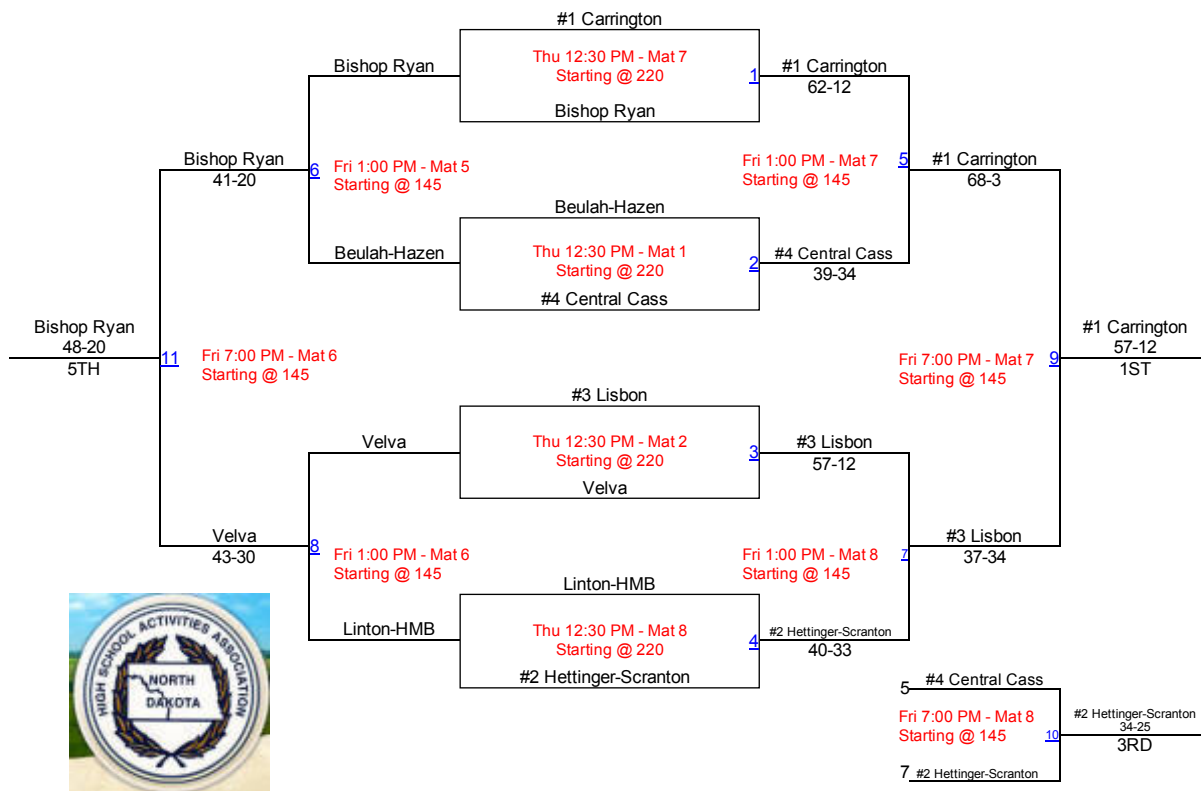 #1 Carrington
Thu 12:30 PM - Mat 7
Starting @ 220
1
Bishop Ryan
Bishop Ryan
#1 Carrington
62-12
Bishop Ryan
41-20
6
Fri 1:00 PM - Mat 5
Starting @ 145
Fri 1:00 PM - Mat 7
Starting @ 145
5
#1 Carrington
68-3
Beulah-Hazen
Beulah-Hazen
Thu 12:30 PM - Mat 1
Starting @ 220
2
#4 Central Cass
#4 Central Cass
39-34
Bishop Ryan
48-20
5TH
11
Fri 7:00 PM - Mat 6
Starting @ 145
Fri 7:00 PM - Mat 7
Starting @ 145
9
#1 Carrington
57-12
1ST
#3 Lisbon
Velva
Thu 12:30 PM - Mat 2
Starting @ 220
3
Velva
#3 Lisbon
57-12
Velva
43-30
8
Fri 1:00 PM - Mat 6
Starting @ 145
Fri 1:00 PM - Mat 8
Starting @ 145
7
#3 Lisbon
37-34
Linton-HMB
Linton-HMB
Thu 12:30 PM - Mat 8
Starting @ 220
4
#2 Hettinger-Scranton
#2 Hettinger-Scranton
40-33
5
#4 Central Cass
Fri 7:00 PM - Mat 8
Starting @ 145
10
#2 Hettinger-Scranton
34-25
3RD
7
#2 Hettinger-Scranton
HIGH SCHOOL ACTIVITIES ASSOCIATION
NORTH
DAKOTA